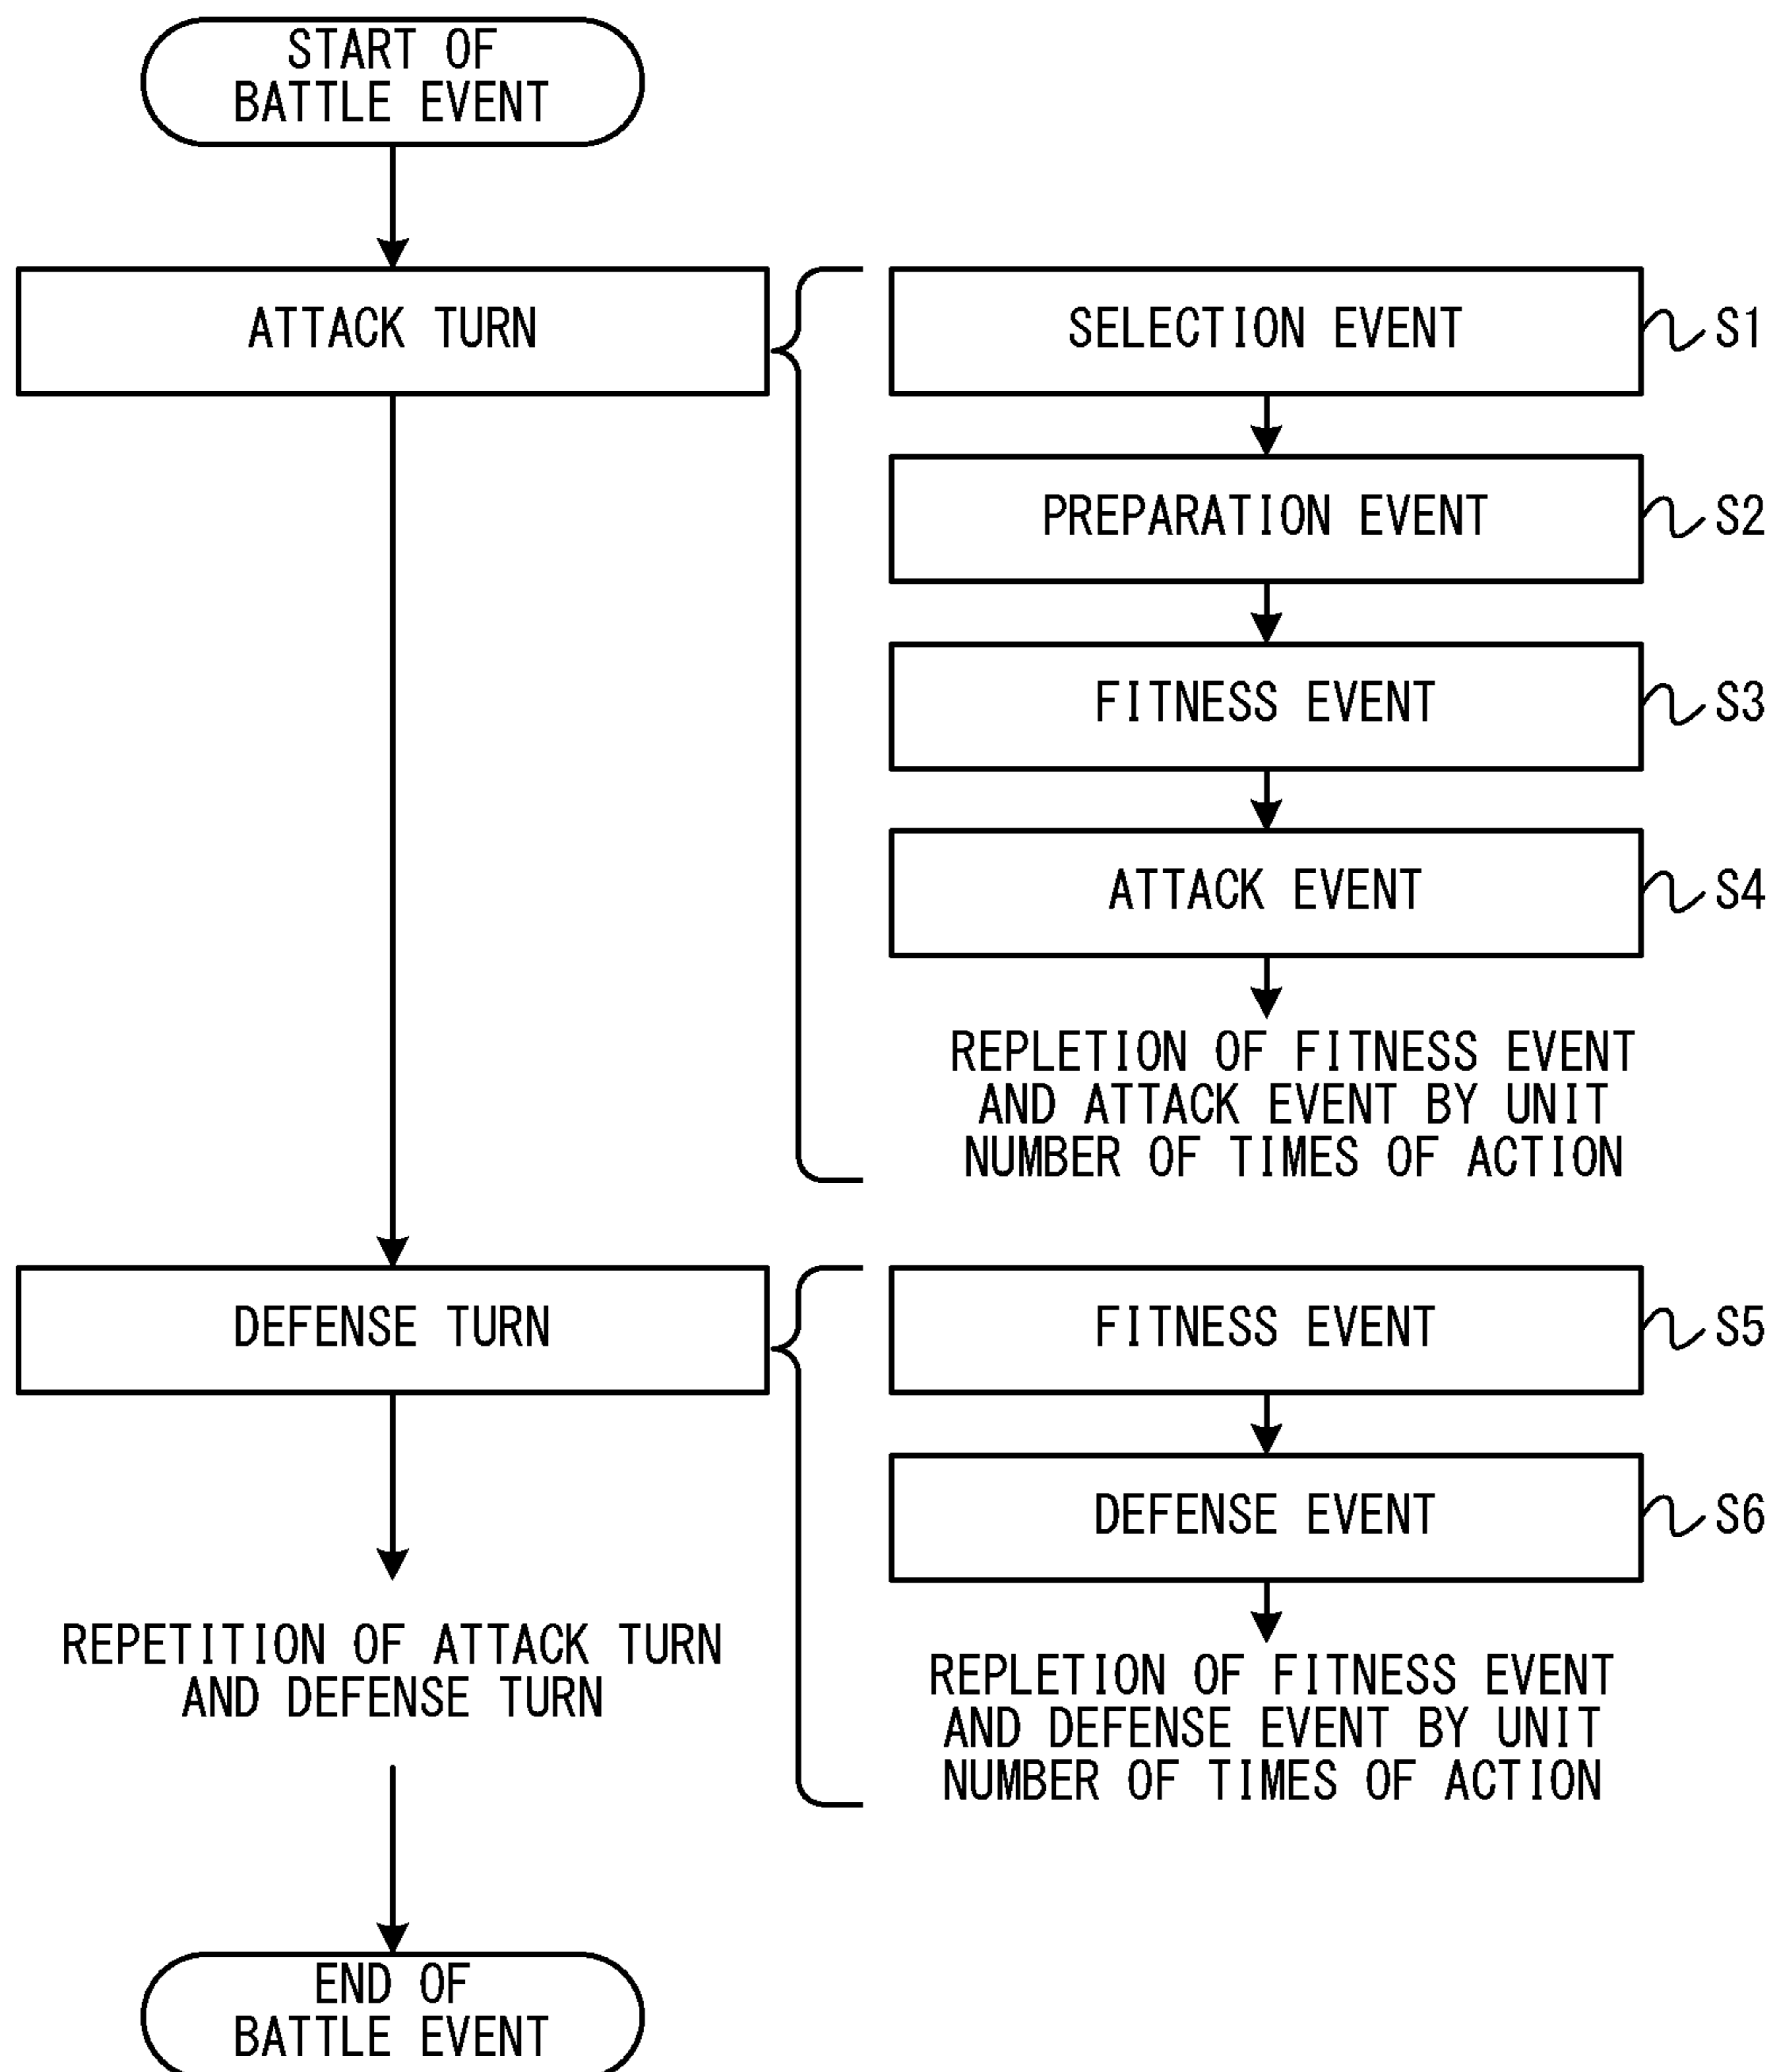 START OF
BATTLE EVENT
ATTACK TURN
SELECTION EVENT
S1
PREPARATION EVENT
S2
FITNESS EVENT
S3
ATTACK EVENT
S4
REPLETION OF FITNESS EVENT
AND ATTACK EVENT BY UNIT
NUMBER OF TIMES OF ACTION
DEFENSE TURN
FITNESS EVENT
S5
DEFENSE EVENT
S6
REPLETION OF FITNESS EVENT
AND DEFENSE EVENT BY UNIT
NUMBER OF TIMES OF ACTION
REPETITION OF ATTACK TURN
AND DEFENSE TURN
END OF
BATTLE EVENT